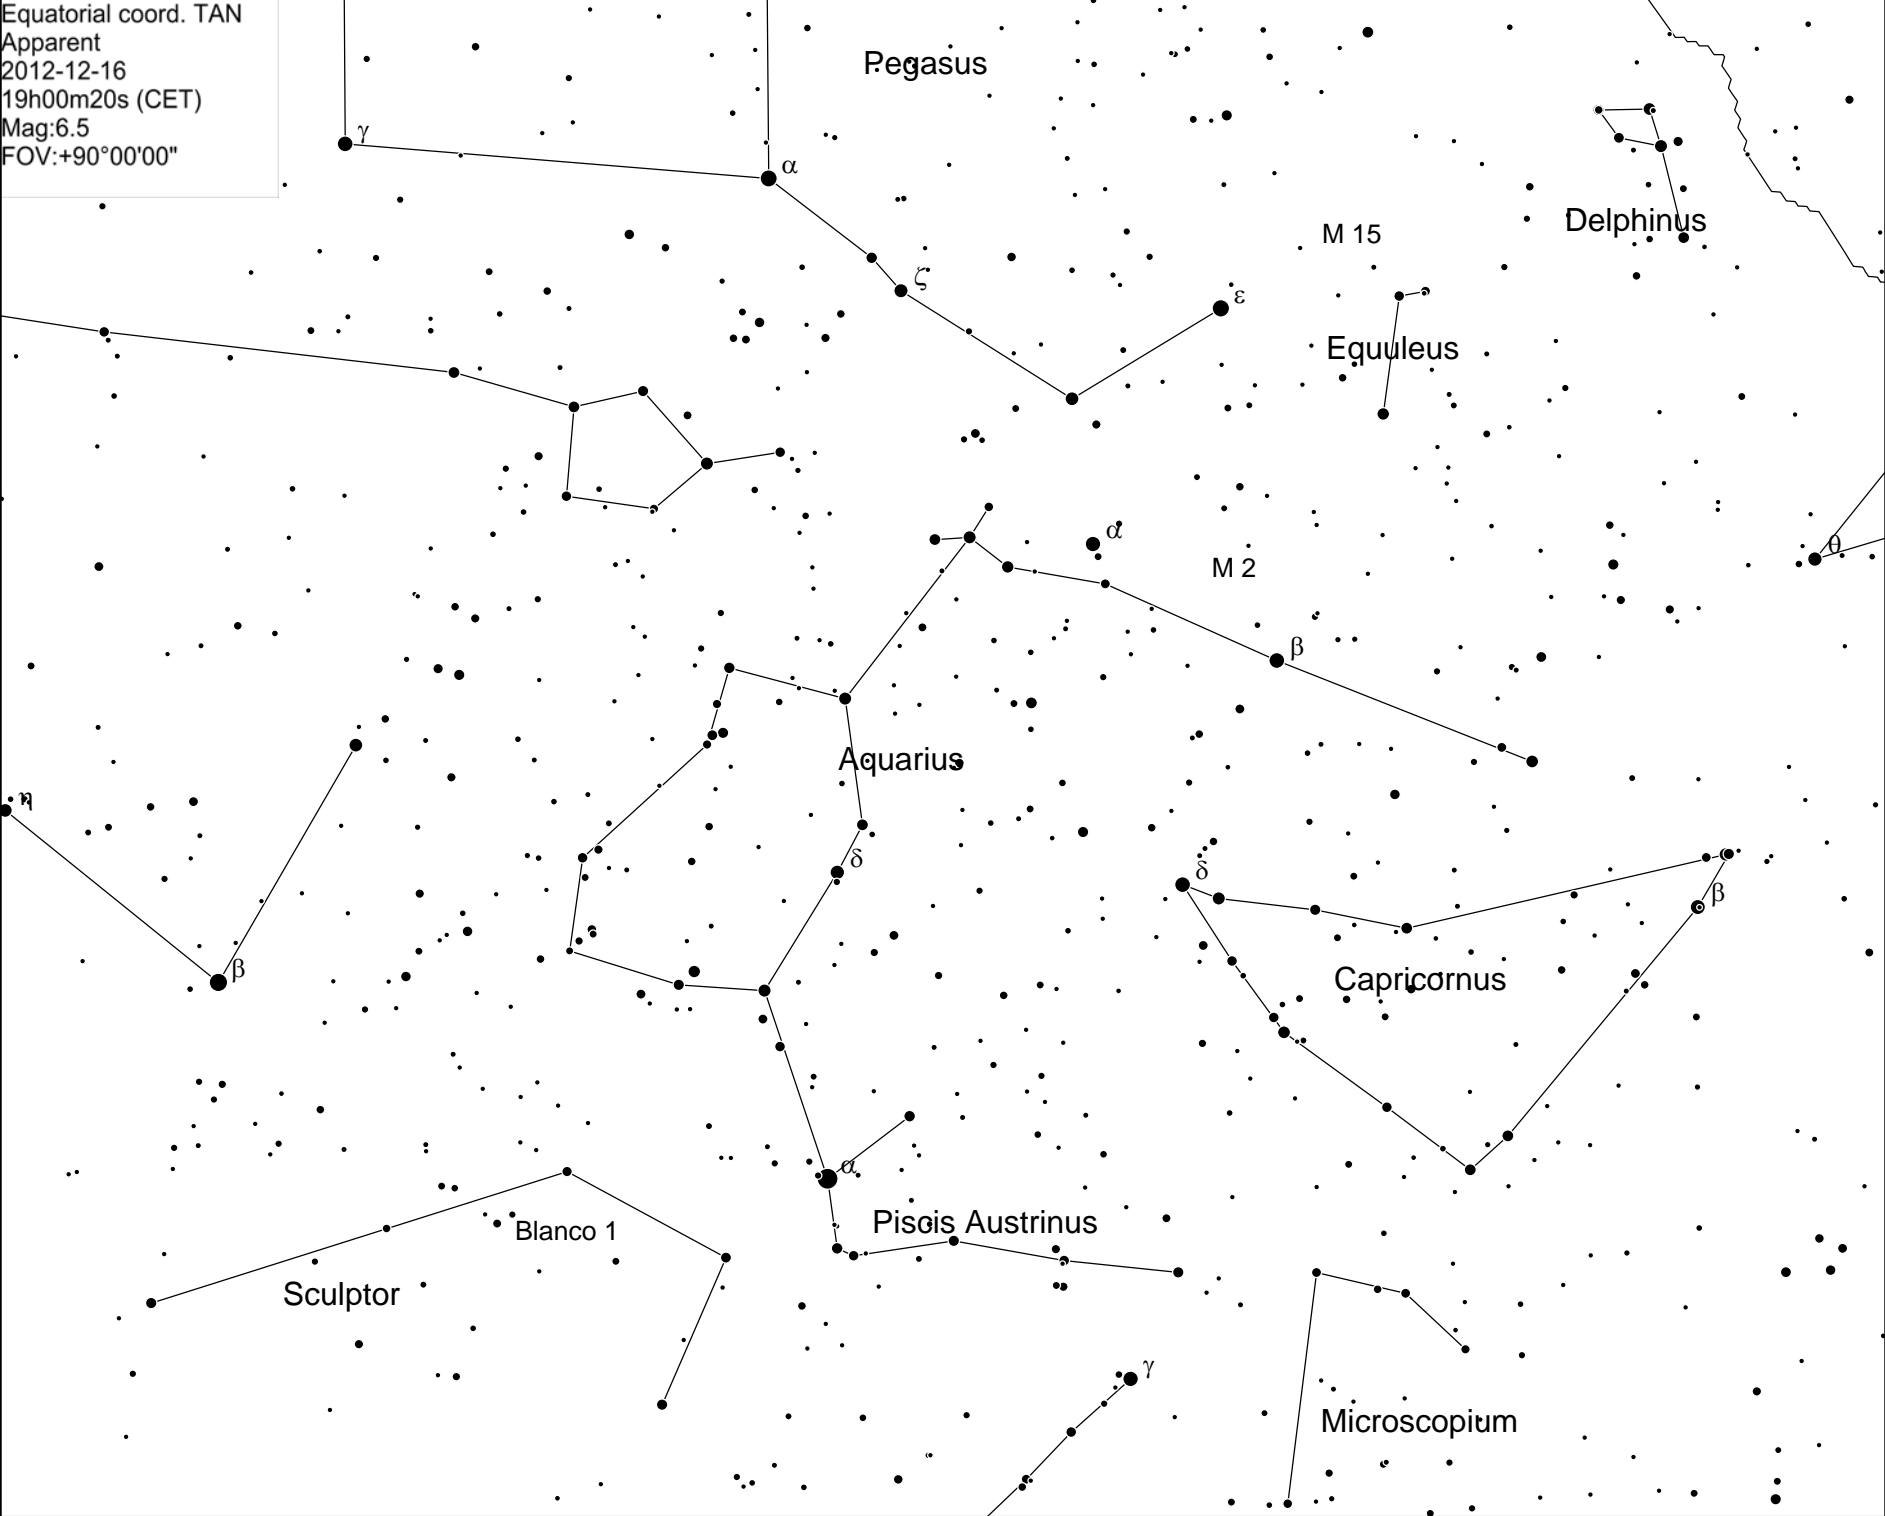 Equatorial coord. TAN
Apparent
2012-12-16
19h00m20s (CET)
Mag:6.5
FOV:+90°00'00"
Pegasus
γ
α
Delphinus
M 15
ζ
ε
Equuleus
α
θ
M 2
β
Aquarius
η
δ
δ
β
β
Capricornus
α
Piscis Austrinus
Blanco 1
Sculptor
γ
Microscopium